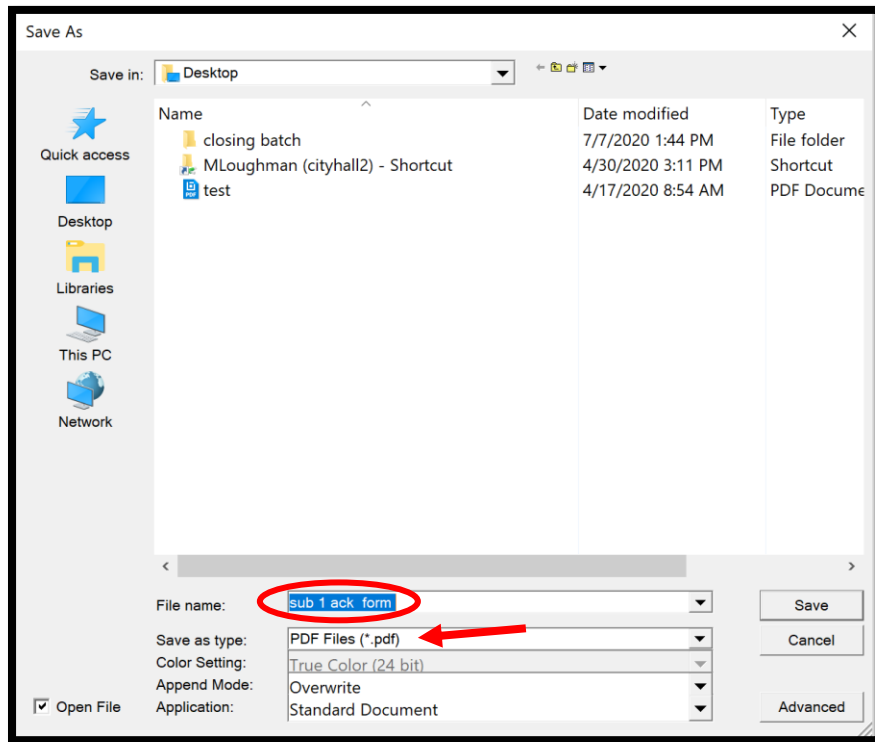 Save As
Save in: Desktop
Name Date modified Type
closing batch 7/7/2020 1:44 PM File folder
MLoughman (cityhall2) - Shortcut 4/30/2020 3:11 PM Shortcut
test 4/17/2020 8:54 AM PDF Docume
Quick access
Desktop
Libraries
This PC
Network
File name: sub 1 ack form Save
Save as type: PDF Files (*.pdf) Cancel
Color Setting: True Color (24 bit)
Append Mode: Overwrite
Open File Application: Standard Document Advanced